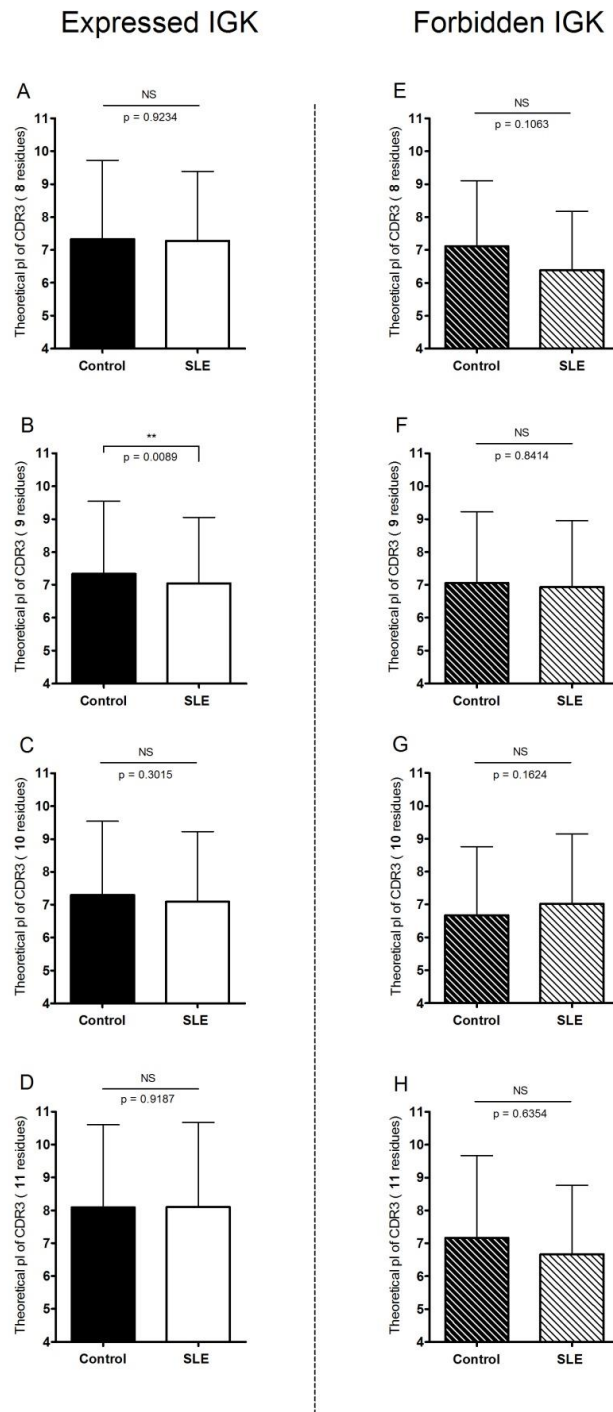 Expressed IGK
Forbidden IGK
A
NS
p = 0.9234
Theoretical pI of CDR3 ( 8 residues)
11
10
9
8
7
6
5
4
Control
SLE
E
NS
p = 0.1063
Theoretical pI of CDR3 ( 8 residues)
11
10
9
8
7
6
5
4
Control
SLE
B
**
p = 0.0089
Theoretical pI of CDR3 ( 9 residues)
11
10
9
8
7
6
5
4
Control
SLE
F
NS
p = 0.8414
Theoretical pI of CDR3 ( 9 residues)
11
10
9
8
7
6
5
4
Control
SLE
C
NS
p = 0.3015
Theoretical pI of CDR3 ( 10 residues)
11
10
9
8
7
6
5
4
Control
SLE
G
NS
p = 0.1624
Theoretical pI of CDR3 ( 10 residues)
11
10
9
8
7
6
5
4
Control
SLE
D
NS
p = 0.9187
Theoretical pI of CDR3 ( 11 residues)
11
10
9
8
7
6
5
4
Control
SLE
H
NS
p = 0.6354
Theoretical pI of CDR3 ( 11 residues)
11
10
9
8
7
6
5
4
Control
SLE